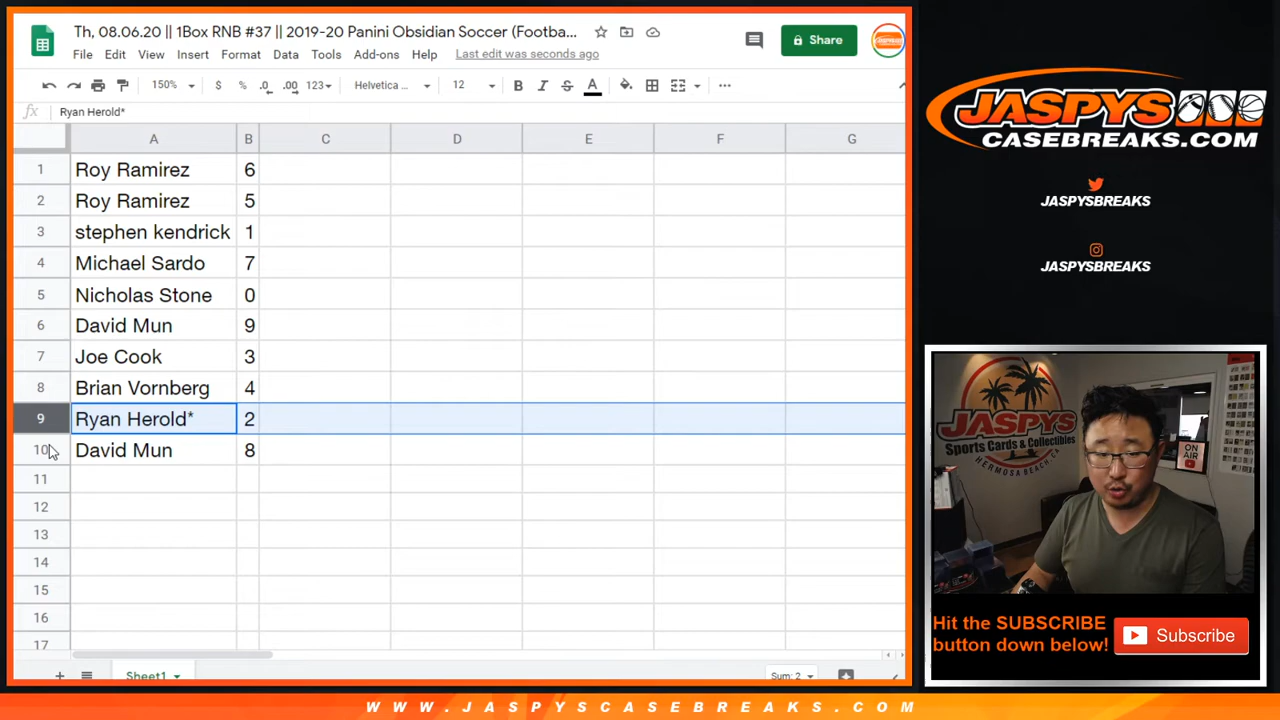 Th, 08.06.20 || 1Box RNB #37 || 2019-20 Panini Obsidian Soccer (Footba...
File Edit View Insert Format Data Tools Add-ons Help Last edit was seconds ago
Share
150% $ % .0 .00 123 Helvetica ... 12 B I S A
fx Ryan Herold*
A B C D E F G
1 Roy Ramirez 6
2 Roy Ramirez 5
3 stephen kendrick 1
4 Michael Sardo 7
5 Nicholas Stone 0
6 David Mun 9
7 Joe Cook 3
8 Brian Vornberg 4
9 Ryan Herold* 2
10 David Mun 8
11
12
13
14
15
16
17
Sheet1 Sum: 2
JASPYS
CASEBREAKS.COM
JASPYSBREAKS
JASPYSBREAKS
JASPYS
Sports Cards & Collectibles
HERMOSA BEACH, CA
ON AIR
Hit the SUBSCRIBE
button down below!
Subscribe
WWW.JASPYSCASEBREAKS.COM